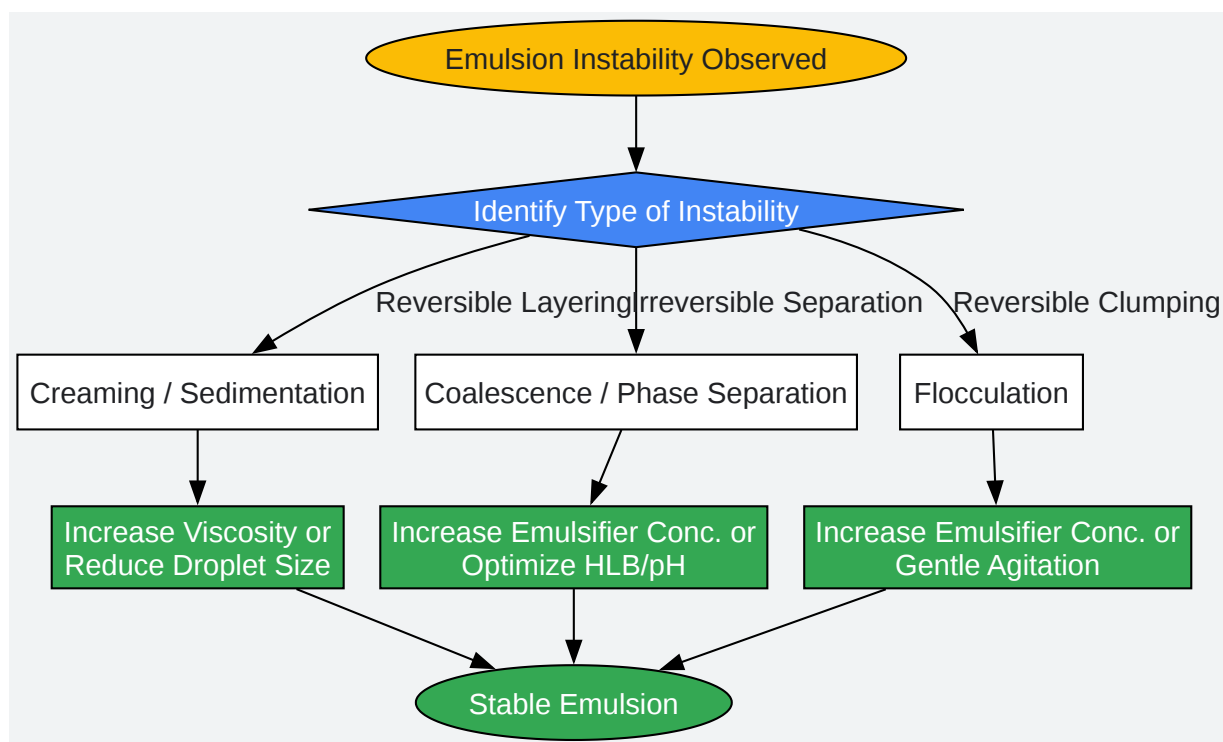 Emulsion Instability Observed
Identify Type of Instability
Reversible Layering
Irreversible Separation
Reversible Clumping
Creaming / Sedimentation
Coalescence / Phase Separation
Flocculation
Increase Viscosity or
Reduce Droplet Size
Increase Emulsifier Conc. or
Optimize HLB/pH
Increase Emulsifier Conc. or
Gentle Agitation
Stable Emulsion